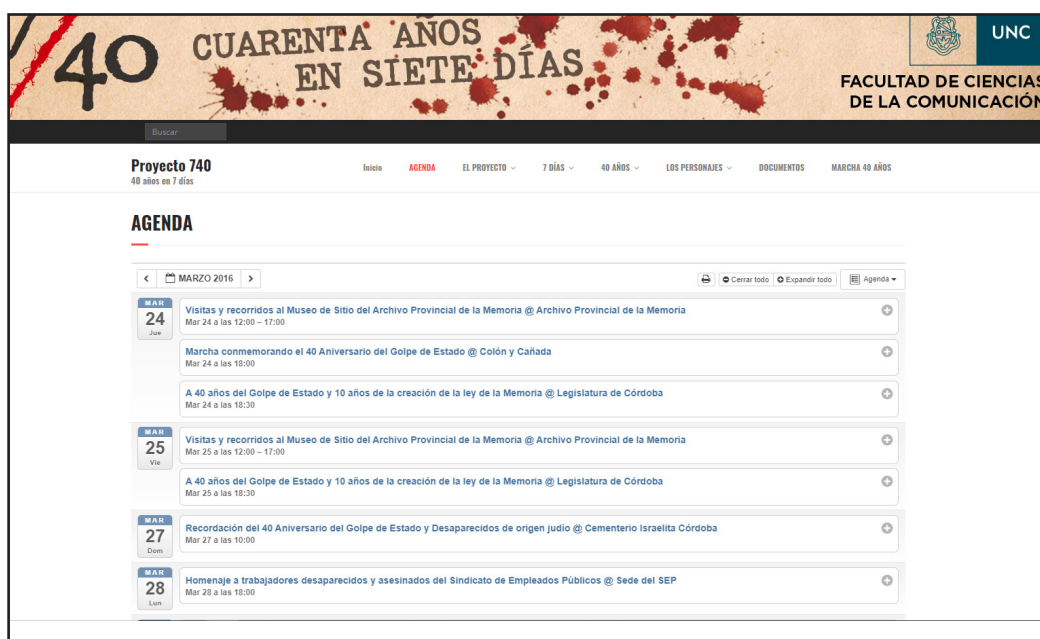 /40 CUARENTA AÑOS
EN SIETE DÍAS
UNC
FACULTAD DE CIENCIAS
DE LA COMUNICACIÓN
Buscar
Proyecto 740
40 años en 7 días
Inicio AGENDA EL PROYECTO 7 DÍAS 40 AÑOS LOS PERSONAJES DOCUMENTOS MARCHA 40 AÑOS
AGENDA
MARZO 2016
Cerrar todo Expandir todo Agenda
MAR
24
Jue
Visitas y recorridos al Museo de Sitio del Archivo Provincial de la Memoria @ Archivo Provincial de la Memoria
Mar 24 a las 12:00 – 17:00
Marcha conmemorando el 40 Aniversario del Golpe de Estado @ Colón y Cañada
Mar 24 a las 18:00
A 40 años del Golpe de Estado y 10 años de la creación de la ley de la Memoria @ Legislatura de Córdoba
Mar 24 a las 18:30
MAR
25
Vie
Visitas y recorridos al Museo de Sitio del Archivo Provincial de la Memoria @ Archivo Provincial de la Memoria
Mar 25 a las 12:00 – 17:00
A 40 años del Golpe de Estado y 10 años de la creación de la ley de la Memoria @ Legislatura de Córdoba
Mar 25 a las 18:30
MAR
27
Dom
Recordación del 40 Aniversario del Golpe de Estado y Desaparecidos de origen judío @ Cementerio Israelita Córdoba
Mar 27 a las 10:00
MAR
28
Lun
Homenaje a trabajadores desaparecidos y asesinados del Sindicato de Empleados Públicos @ Sede del SEP
Mar 28 a las 18:00